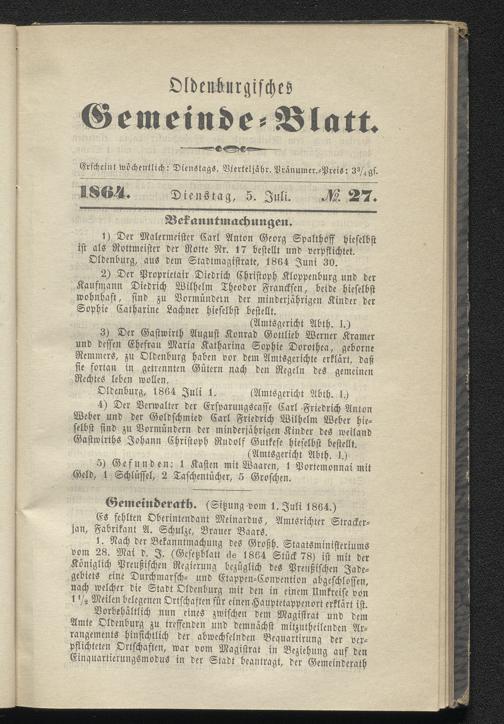 Oldenburgisches
Gemeinde-Blatt.
Erscheint wöchentlich: Dienstags. Vierteljähr. Pränumer.-Preis: 3¾ gs.
1864. Dienstag, 5. Juli. № 27.
Bekanntmachungen.
1) Der Malermeister Carl Anton Georg Spalthoff hieselbst
ist als Rottmeister der Rotte Nr. 17 bestellt und verpflichtet.
Oldenburg, aus dem Stadtmagistrate, 1864 Juni 30.
2) Der Proprietair Diedrich Christoph Kloppenburg und der
Kaufmann Diedrich Wilhelm Theodor Francksen, beide hieselbst
wohnhaft, sind zu Vormündern der minderjährigen Kinder der
Sophie Catharine Lachner hieselbst bestellt.
(Amtsgericht Abth. I.)
3) Der Gastwirth August Konrad Gottlieb Werner Kramer
und dessen Ehefrau Maria Katharina Sophie Dorothea, geborne
Remmers, zu Oldenburg haben vor dem Amtsgerichte erklärt, daß
sie fortan in getrennten Gütern nach den Regeln des gemeinen
Rechtes leben wollen.
Oldenburg, 1864 Juli 1. (Amtsgericht Abth. I.)
4) Der Verwalter der Ersparungscasse Carl Friedrich Anton
Weber und der Goldschmied Carl Friedrich Wilhelm Weber hie-
selbst sind zu Vormündern der minderjährigen Kinder des weiland
Gastwirths Johann Christoph Rudolf Gutkese hieselbst bestellt.
(Amtsgericht Abth. I.)
5) Gefunden: 1 Kasten mit Waaren, 1 Portemonnai mit
Geld, 1 Schlüssel, 2 Taschentücher, 5 Groschen.
Gemeinderath. (Sitzung vom 1. Juli 1864.)
Es fehlten Oberintendant Meinardus, Amtsrichter Stracker-
jan, Fabrikant A. Schulze, Brauer Baars.
1. Nach der Bekanntmachung des Großh. Staatsministeriums
vom 28. Mai d. J. (Gesetzblatt de 1864 Stück 78) ist mit der
Königlich Preußischen Regierung bezüglich des Preußischen Jade-
gebiets eine Durchmarsch- und Etappen-Convention abgeschlossen,
nach welcher die Stadt Oldenburg mit den in einem Umkreise von
1½ Meilen belegenen Ortschaften für einen Hauptetappenort erklärt ist.
Vorbehältlich nun eines zwischen dem Magistrat und dem
Amte Oldenburg zu treffenden und demnächst mitzutheilenden Ar-
rangements hinsichtlich der abwechselnden Bequartirung der ver-
pflichteten Ortschaften, war vom Magistrat in Beziehung auf den
Einquartierungsmodus in der Stadt beantragt, der Gemeinderath